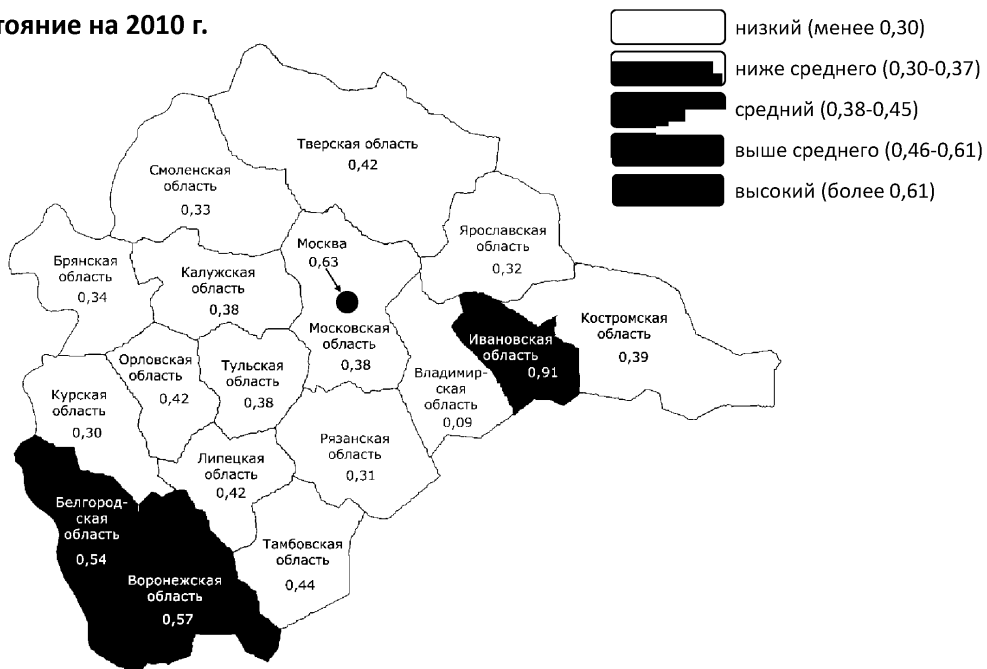 тояние на 2010 г.
низкий (менее 0,30)
ниже среднего (0,30-0,37)
средний (0,38-0,45)
выше среднего (0,46-0,61)
высокий (более 0,61)
Тверская область
0,42
Смоленская
область
0,33
Ярославская
область
0,32
Москва
0,63
Брянская
область
0,34
Калужская
область
0,38
Московская
область
0,38
Костромская
область
0,39
Ивановская
область
0,91
Орловская
область
0,42
Тульская
область
0,38
Владимир-
ская
область
0,09
Курская
область
0,30
Рязанская
область
0,31
Липецкая
область
0,42
Белгород-
ская
область
0,54
Тамбовская
область
0,44
Воронежская
область
0,57